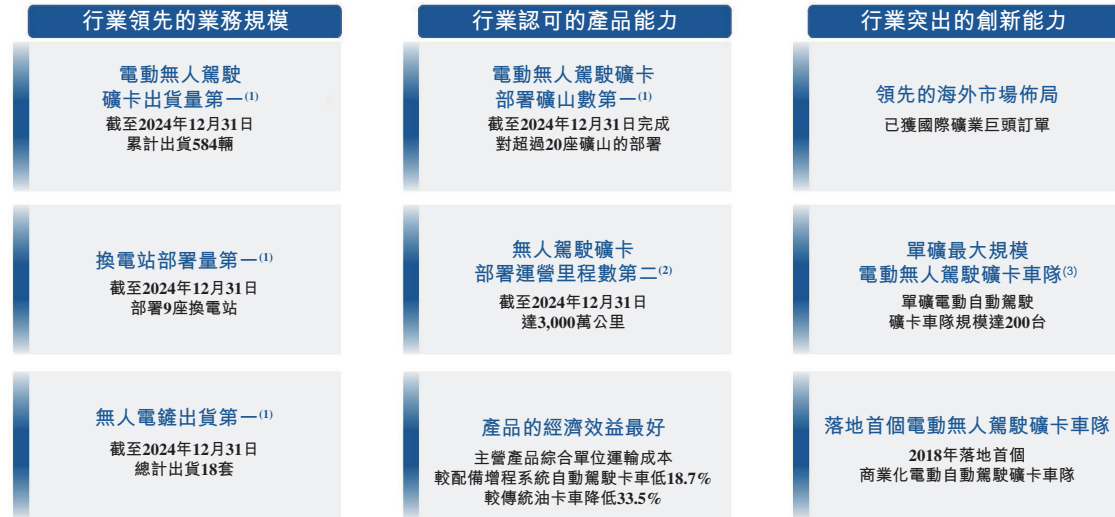 行業領先的業務規模
電動無人駕駛
礦卡出貨量第一(1)
截至2024年12月31日
累計出貨584輛
換電站部署量第一(1)
截至2024年12月31日
部署9座換電站
無人電鏟出貨第一(1)
截至2024年12月31日
總計出貨18套
行業認可的產品能力
電動無人駕駛礦卡
部署礦山數第一(1)
截至2024年12月31日完成
對超過20座礦山的部署
無人駕駛礦卡
部署運營里程數第二(2)
截至2024年12月31日
達3,000萬公里
產品的經濟效益最好
主營產品綜合單位運輸成本
較配備增程系統自動駕駛卡車低18.7%
較傳統油卡車降低33.5%
行業突出的創新能力
領先的海外市場佈局
已獲國際礦業巨頭訂單
單礦最大規模
電動無人駕駛礦卡車隊(3)
單礦電動自動駕駛
礦卡車隊規模達200台
落地首個電動無人駕駛礦卡車隊
2018年落地首個
商業化電動自動駕駛礦卡車隊